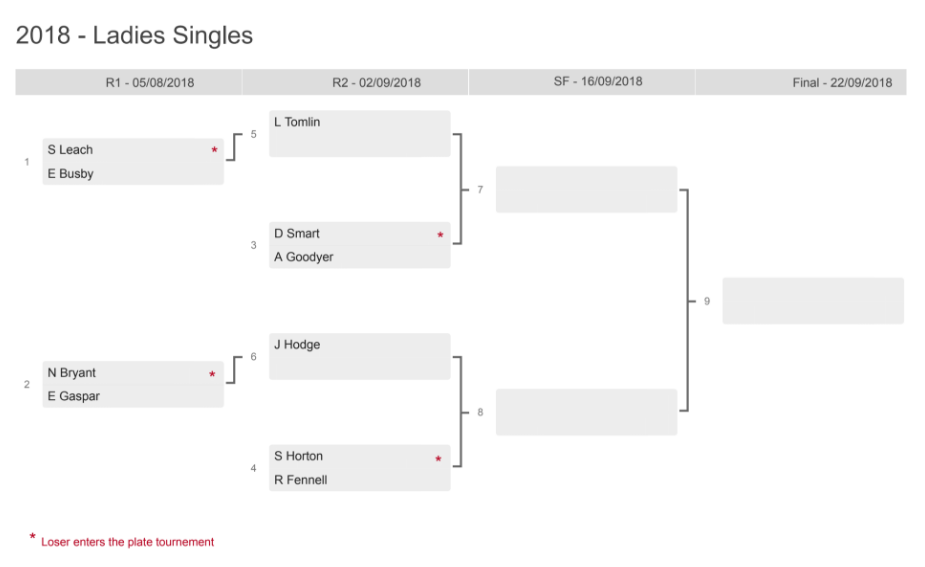 2018 - Ladies Singles
R1 - 05/08/2018
R2 - 02/09/2018
SF - 16/09/2018
Final - 22/09/2018
1
S Leach *
E Busby
2
N Bryant *
E Gaspar
5
L Tomlin
3
D Smart *
A Goodyer
6
J Hodge
4
S Horton *
R Fennell
7
8
9
* Loser enters the plate tournement